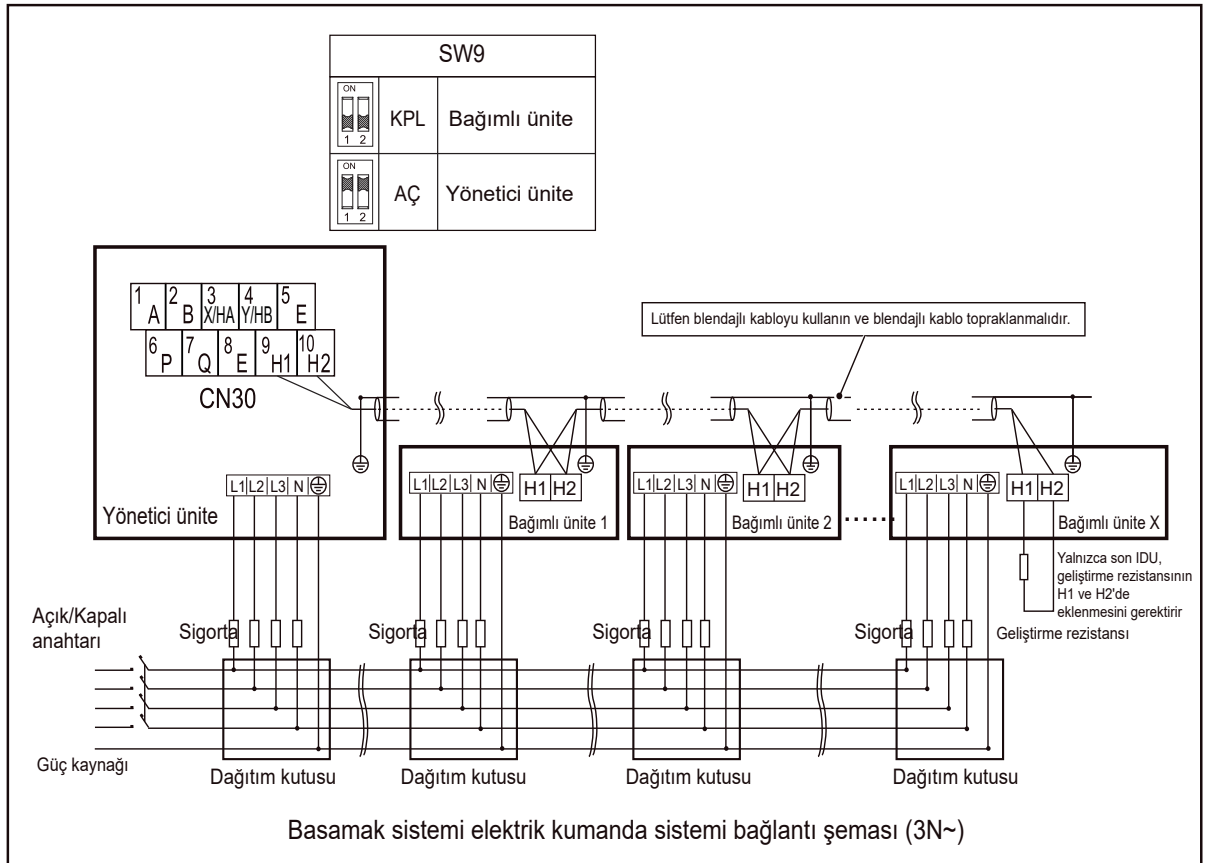 SW9
ON
1 2
KPL
Bağımlı ünite
ON
1 2
AÇ
Yönetici ünite
1 A 2 B 3 X/HA 4 Y/HB 5 E
6 P 7 Q 8 E 9 H1 10 H2
CN30
Lütfen blendajlı kabloyu kullanın ve blendajlı kablo topraklanmalıdır.
L1 L2 L3 N
Yönetici ünite
L1 L2 L3 N
H1 H2
Bağımlı ünite 1
L1 L2 L3 N
H1 H2
Bağımlı ünite 2
L1 L2 L3 N
H1 H2
Bağımlı ünite X
Yalnızca son IDU,
geliştirme rezistansının
H1 ve H2'de
eklenmesini gerektirir
Geliştirme rezistansı
Açık/Kapalı
anahtarı
Sigorta
Sigorta
Sigorta
Sigorta
Güç kaynağı
Dağıtım kutusu
Dağıtım kutusu
Dağıtım kutusu
Dağıtım kutusu
Basamak sistemi elektrik kumanda sistemi bağlantı şeması (3N~)